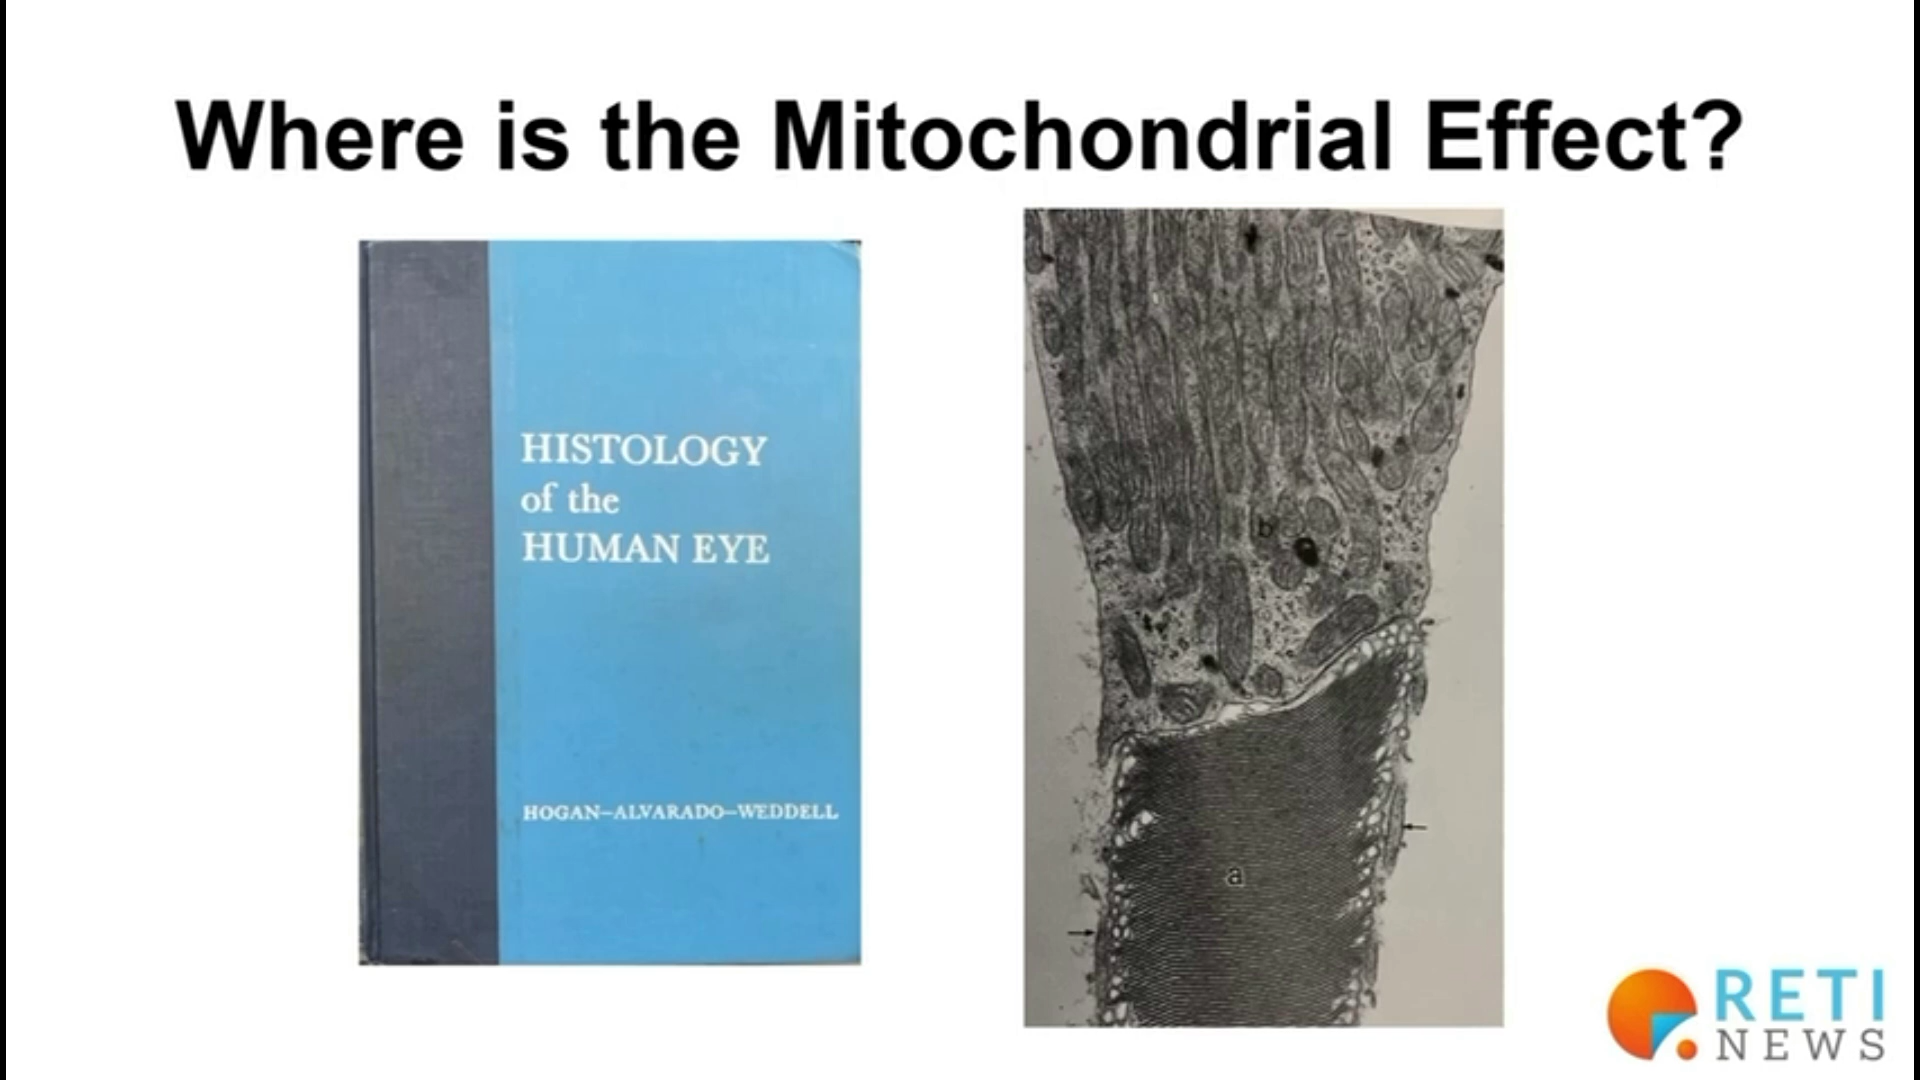 Where is the Mitochondrial Effect?
HISTOLOGY
of the
HUMAN EYE
HOGAN—ALVARADO—WEDDELL
b
a
RETI
NEWS